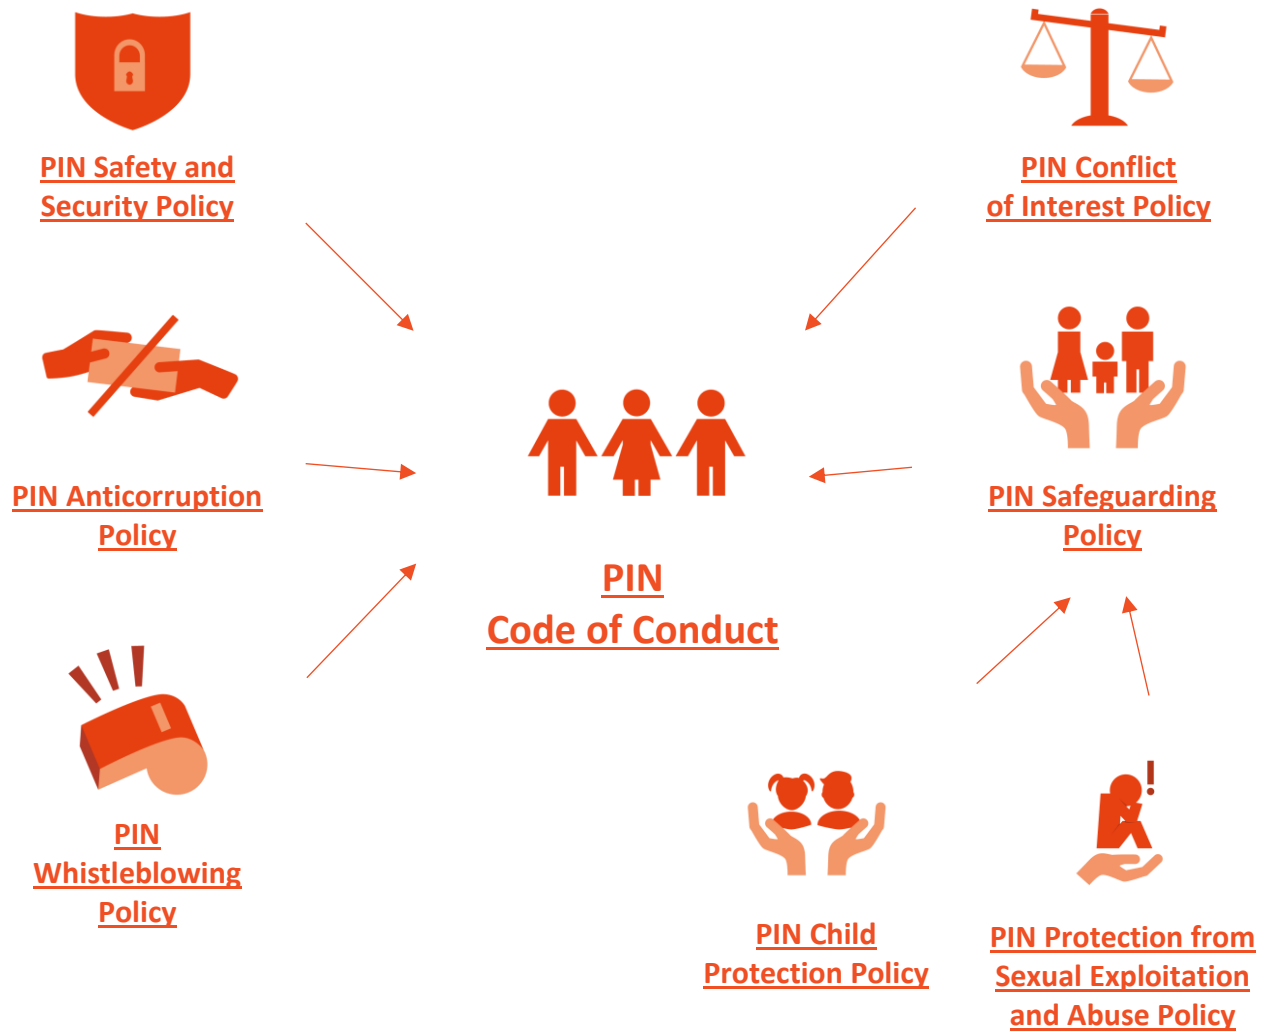 PIN Safety and
Security Policy
PIN Conflict
of Interest Policy
PIN Anticorruption
Policy
PIN Safeguarding
Policy
PIN
Code of Conduct
PIN
Whistleblowing
Policy
PIN Child
Protection Policy
PIN Protection from
Sexual Exploitation
and Abuse Policy